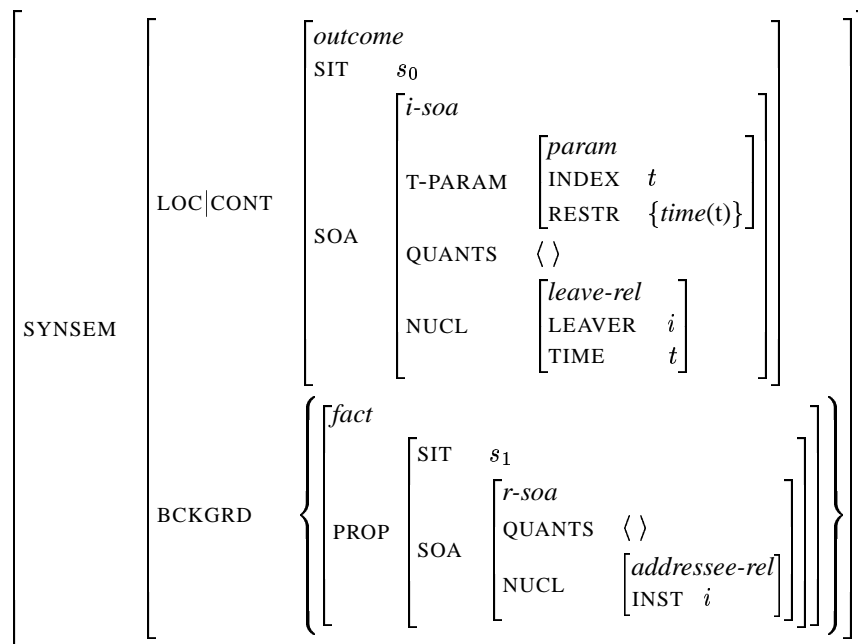 outcome
SIT s₀
i-soa
param
T-PARAM INDEX t
LOC|CONT RESTR {time(t)}
SOA
QUANTS ⟨ ⟩
leave-rel
SYNSEM NUCL LEAVER i
TIME t
fact
SIT s₁
r-soa
BCKGRD QUANTS ⟨ ⟩
PROP SOA
addressee-rel
NUCL INST i